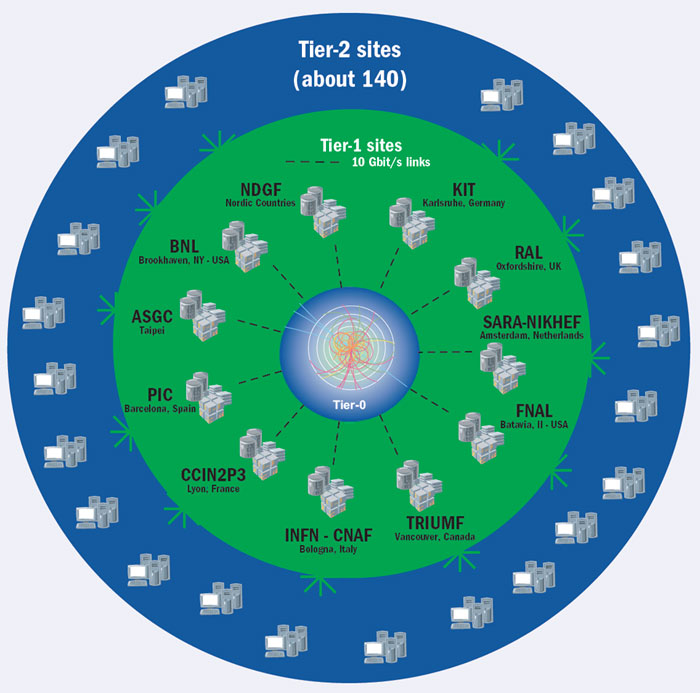 Tier-2 sites
(about 140)
Tier-1 sites
10 Gbit/s links
NDGF
Nordic Countries
KIT
Karlsruhe, Germany
BNL
Brookhaven, NY - USA
RAL
Oxfordshire, UK
ASGC
Taipei
SARA-NIKHEF
Amsterdam, Netherlands
PIC
Barcelona, Spain
Tier-0
FNAL
Batavia, Il - USA
CCIN2P3
Lyon, France
TRIUMF
Vancouver, Canada
INFN - CNAF
Bologna, Italy